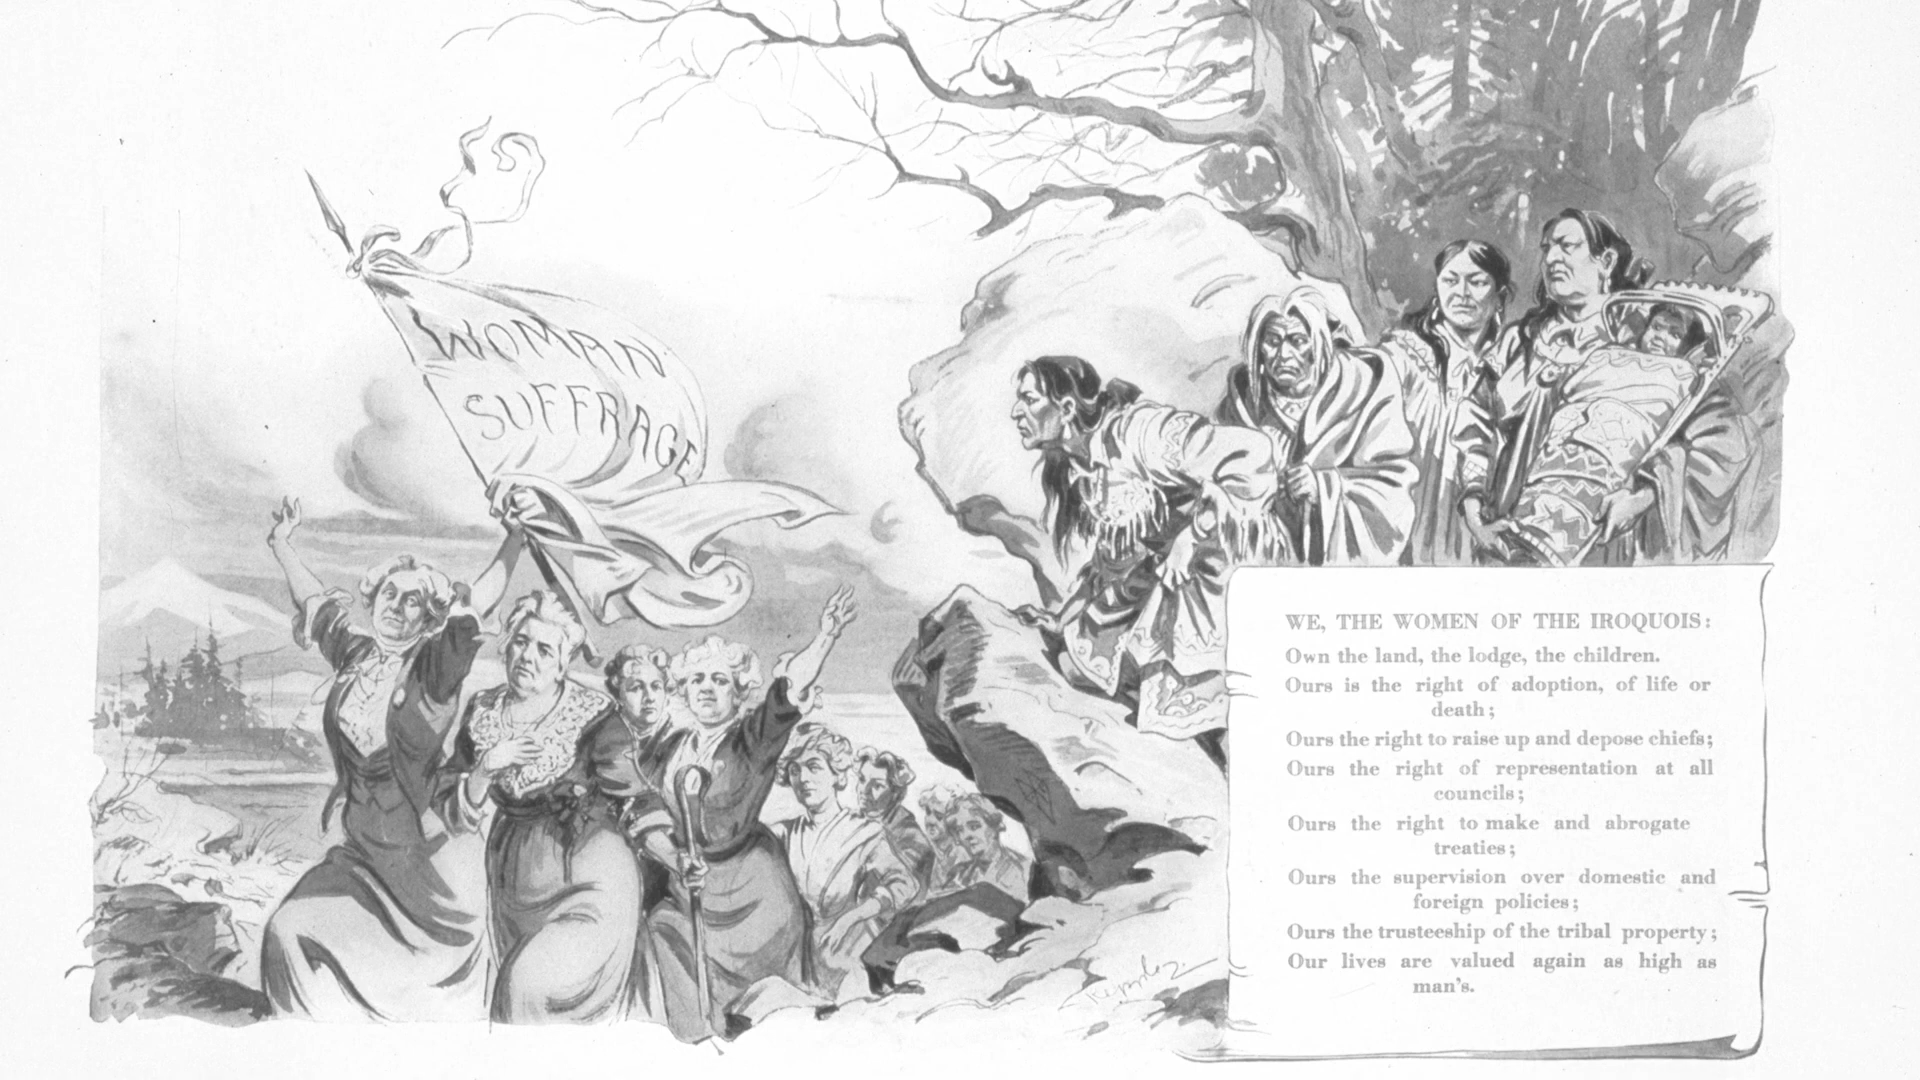 WOMAN
SUFFRAGE
WE, THE WOMEN OF THE IROQUOIS:
Own the land, the lodge, the children.
Ours is the right of adoption, of life or
death;
Ours the right to raise up and depose chiefs;
Ours the right of representation at all
councils;
Ours the right to make and abrogate
treaties;
Ours the supervision over domestic and
foreign policies;
Ours the trusteeship of the tribal property;
Our lives are valued again as high as
man's.
Keppler